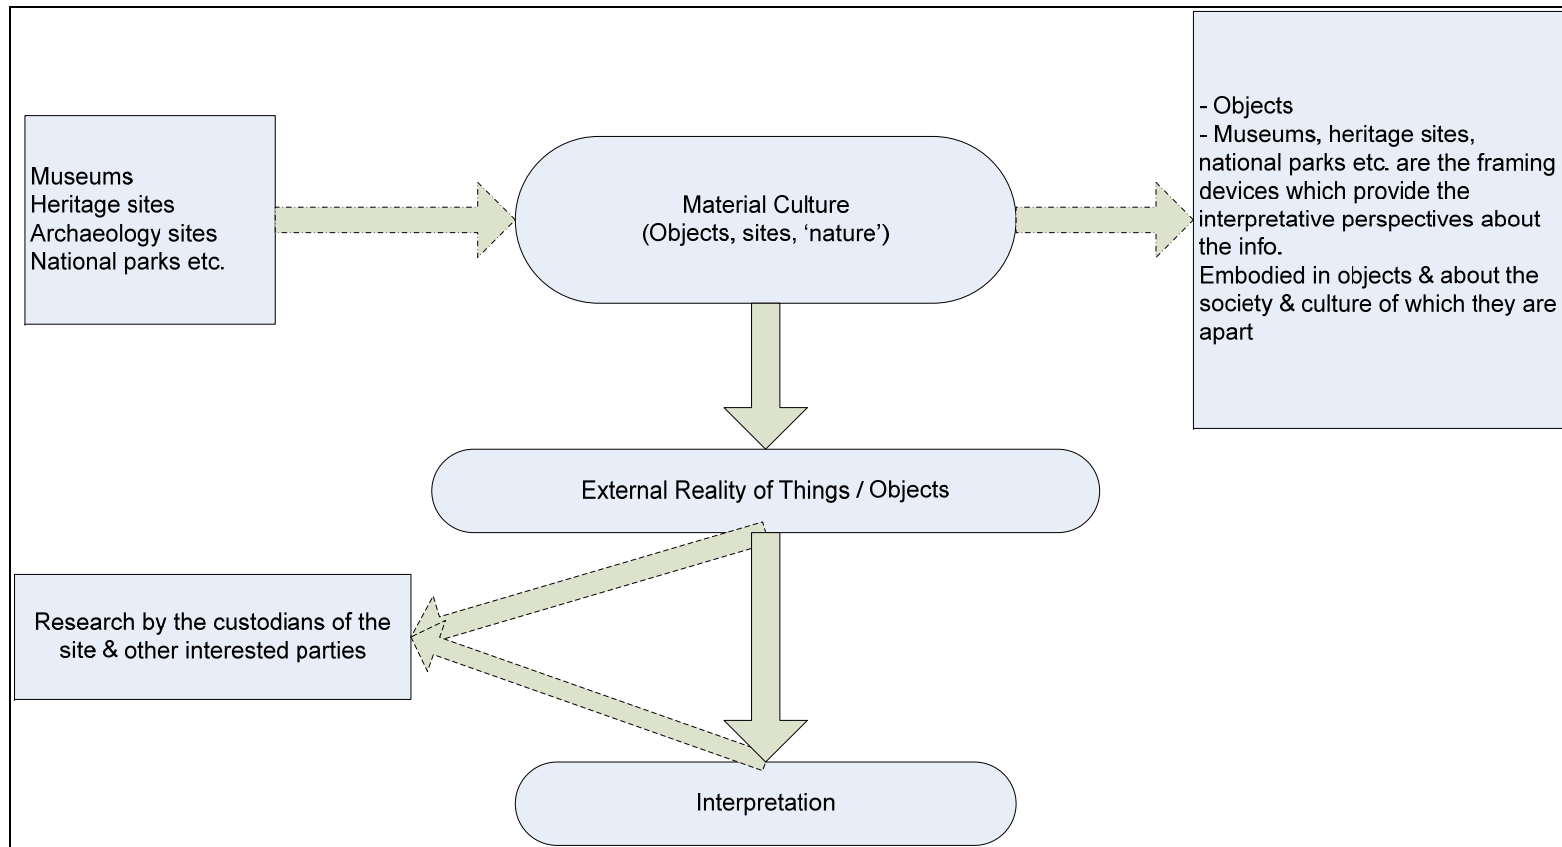 Museums
Heritage sites
Archaeology sites
National parks etc.
Material Culture
(Objects, sites, ‘nature’)
- Objects
- Museums, heritage sites,
national parks etc. are the framing
devices which provide the
interpretative perspectives about
the info.
Embodied in objects & about the
society & culture of which they are
apart
External Reality of Things / Objects
Research by the custodians of the
site & other interested parties
Interpretation